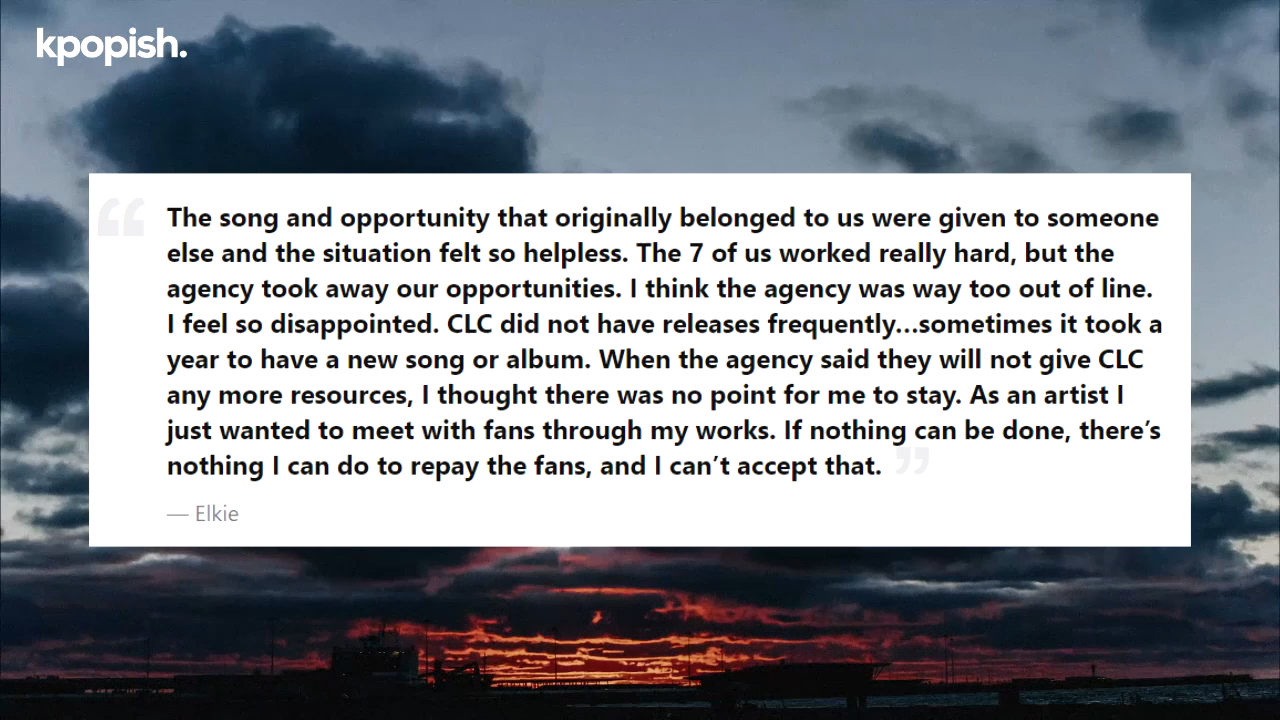 kpopish.
“ The song and opportunity that originally belonged to us were given to someone
else and the situation felt so helpless. The 7 of us worked really hard, but the
agency took away our opportunities. I think the agency was way too out of line.
I feel so disappointed. CLC did not have releases frequently...sometimes it took a
year to have a new song or album. When the agency said they will not give CLC
any more resources, I thought there was no point for me to stay. As an artist I
just wanted to meet with fans through my works. If nothing can be done, there’s
nothing I can do to repay the fans, and I can’t accept that. ”
— Elkie